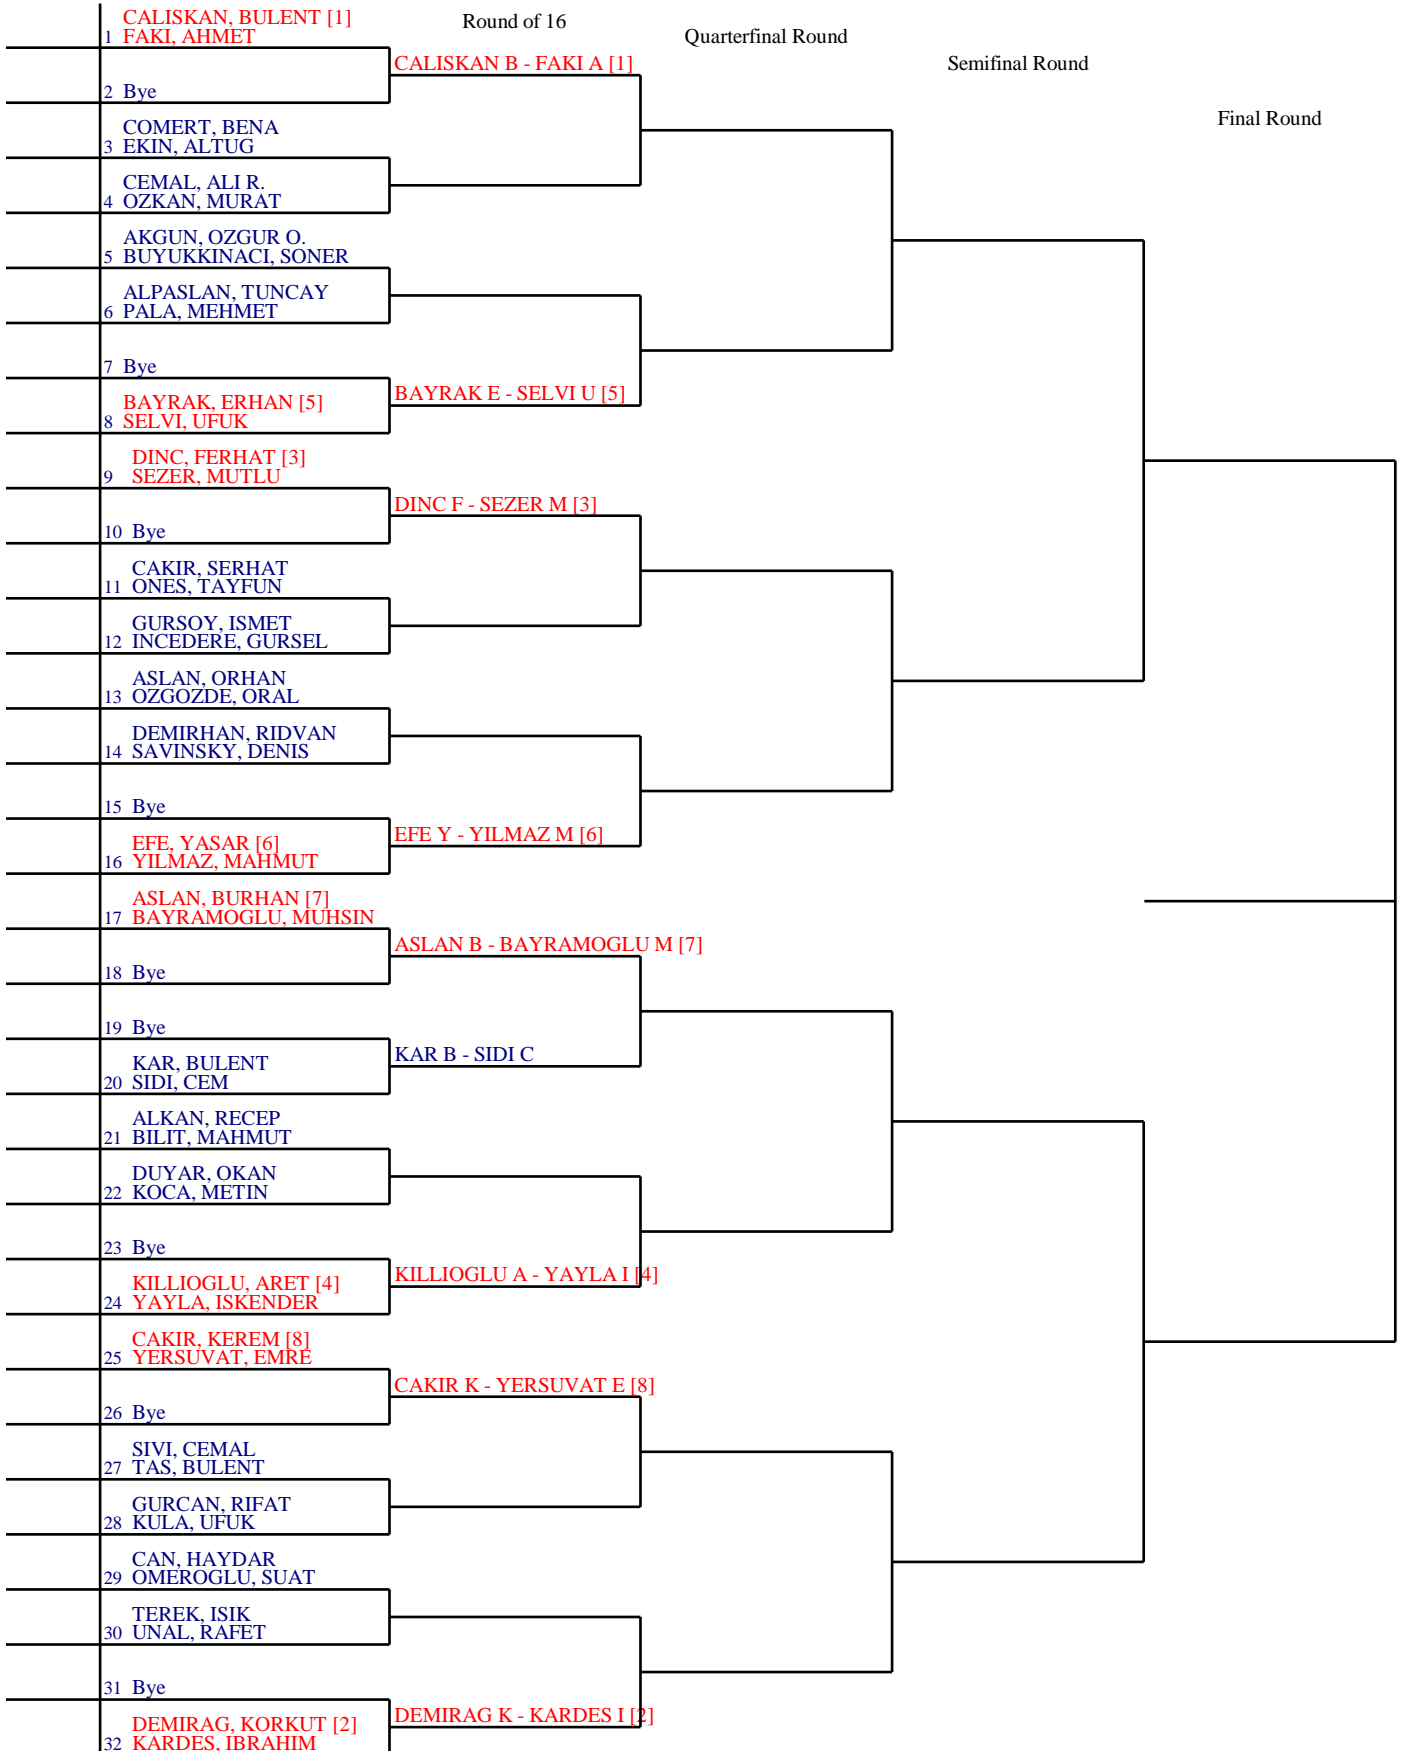 CALISKAN, BULENT [1]
1 FAKI, AHMET
Round of 16
Quarterfinal Round
Semifinal Round
Final Round
CALISKAN B - FAKI A [1]
2 Bye
COMERT, BENA
3 EKIN, ALTUG
CEMAL, ALI R.
4 OZKAN, MURAT
AKGUN, OZGUR O.
5 BUYUKKINACI, SONER
ALPASLAN, TUNCAY
6 PALA, MEHMET
7 Bye
BAYRAK E - SELVI U [5]
BAYRAK, ERHAN [5]
8 SELVI, UFUK
DINC, FERHAT [3]
9 SEZER, MUTLU
DINC F - SEZER M [3]
10 Bye
CAKIR, SERHAT
11 ONES, TAYFUN
GURSOY, ISMET
12 INCEDERE, GURSEL
ASLAN, ORHAN
13 OZGOZDE, ORAL
DEMIRHAN, RIDVAN
14 SAVINSKY, DENIS
15 Bye
EFE Y - YILMAZ M [6]
EFE, YASAR [6]
16 YILMAZ, MAHMUT
ASLAN, BURHAN [7]
17 BAYRAMOGLU, MUHSIN
ASLAN B - BAYRAMOGLU M [7]
18 Bye
19 Bye
KAR B - SIDI C
KAR, BULENT
20 SIDI, CEM
ALKAN, RECEP
21 BILIT, MAHMUT
DUYAR, OKAN
22 KOCA, METIN
23 Bye
KILLIOGLU A - YAYLA I [4]
KILLIOGLU, ARET [4]
24 YAYLA, ISKENDER
CAKIR, KEREM [8]
25 YERSUVAT, EMRE
CAKIR K - YERSUVAT E [8]
26 Bye
SIVI, CEMAL
27 TAS, BULENT
GURCAN, RIFAT
28 KULA, UFUK
CAN, HAYDAR
29 OMEROGLU, SUAT
TEREK, ISIK
30 UNAL, RAFET
31 Bye
DEMIRAG K - KARDES I [2]
DEMIRAG, KORKUT [2]
32 KARDES, IBRAHIM